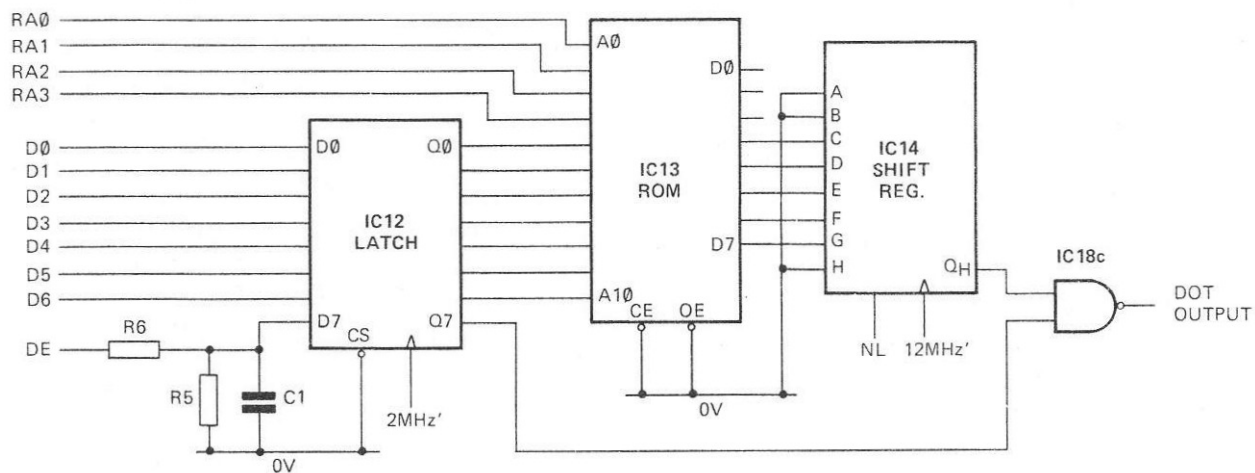 RAØ
RA1
RA2
RA3
DØ
D1
D2
D3
D4
D5
D6
DE
R6
R5
C1
0V
DØ
QØ
IC12
LATCH
D7
CS
Q7
2MHz'
AØ
DØ
IC13
ROM
D7
A1Ø
CE
OE
0V
A
B
C
D
E
F
G
H
IC14
SHIFT
REG.
QH
NL
12MHz'
IC18c
DOT
OUTPUT